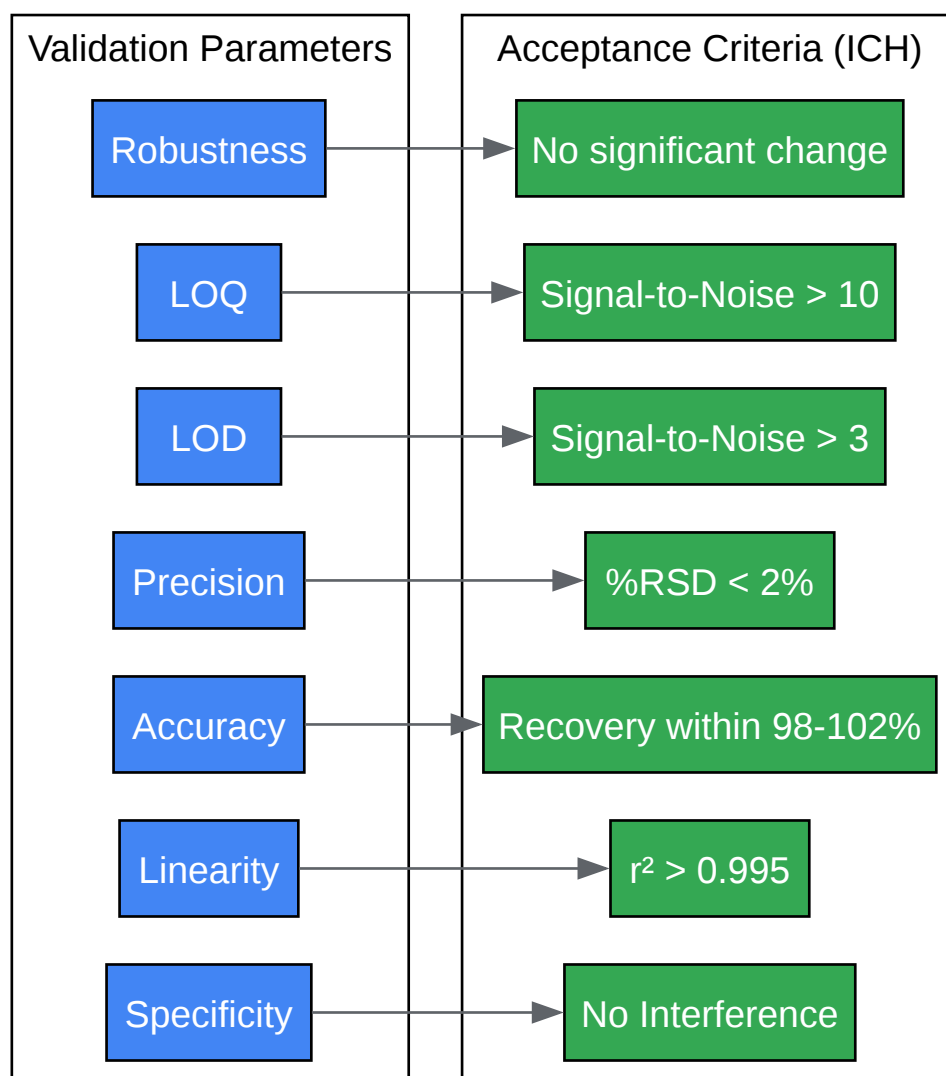 Validation Parameters
Acceptance Criteria (ICH)
Robustness
No significant change
LOQ
Signal-to-Noise > 10
LOD
Signal-to-Noise > 3
Precision
%RSD < 2%
Accuracy
Recovery within 98-102%
Linearity
r² > 0.995
Specificity
No Interference